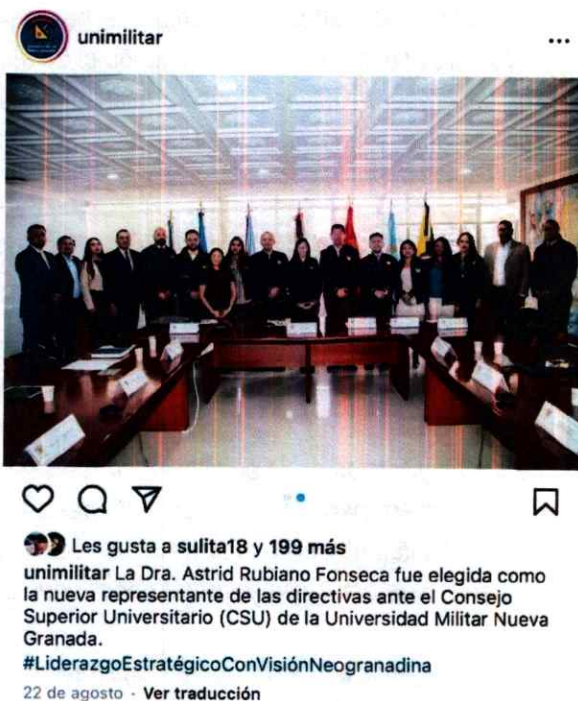 unimilitar
Les gusta a sulita18 y 199 más
unimilitar La Dra. Astrid Rubiano Fonseca fue elegida como
la nueva representante de las directivas ante el Consejo
Superior Universitario (CSU) de la Universidad Militar Nueva
Granada.
#LiderazgoEstratégicoConVisiónNeogranadina
22 de agosto · Ver traducción